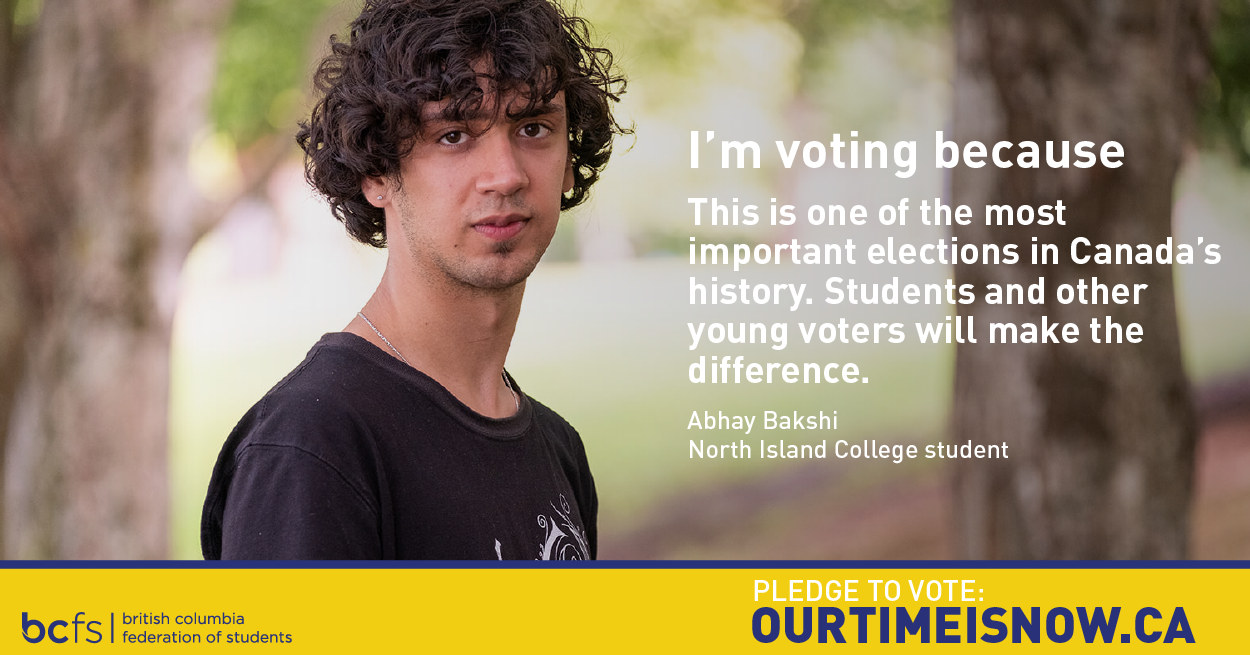 I’m voting because
This is one of the most
important elections in Canada’s
history. Students and other
young voters will make the
difference.
Abhay Bakshi
North Island College student
PLEDGE TO VOTE:
OURTIMEISNOW.CA
bcfs
british columbia
federation of students